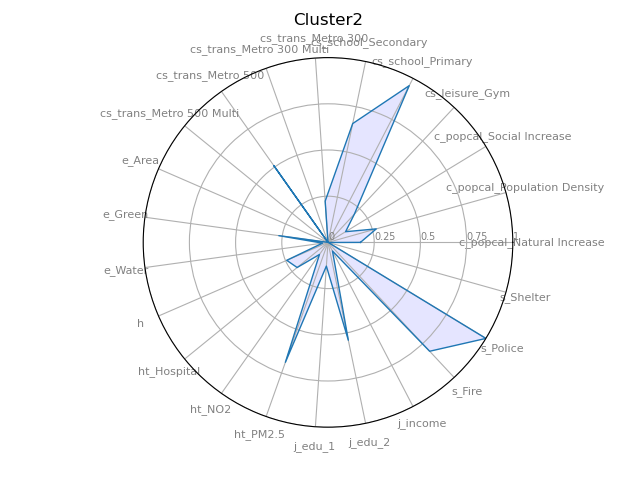 Cluster2
cs_trans_Metro 300
cs_school_Secondary
cs_trans_Metro 300 Multi
cs_school_Primary
cs_trans_Metro 500
cs_leisure_Gym
cs_trans_Metro 500 Multi
c_popcal_Social Increase
e_Area
c_popcal_Population Density
e_Green
0 0.25 0.5 0.75 1
c_popcal_Natural Increase
e_Water
s_Shelter
h
s_Police
ht_Hospital
s_Fire
ht_NO2
j_income
ht_PM2.5
j_edu_2
j_edu_1